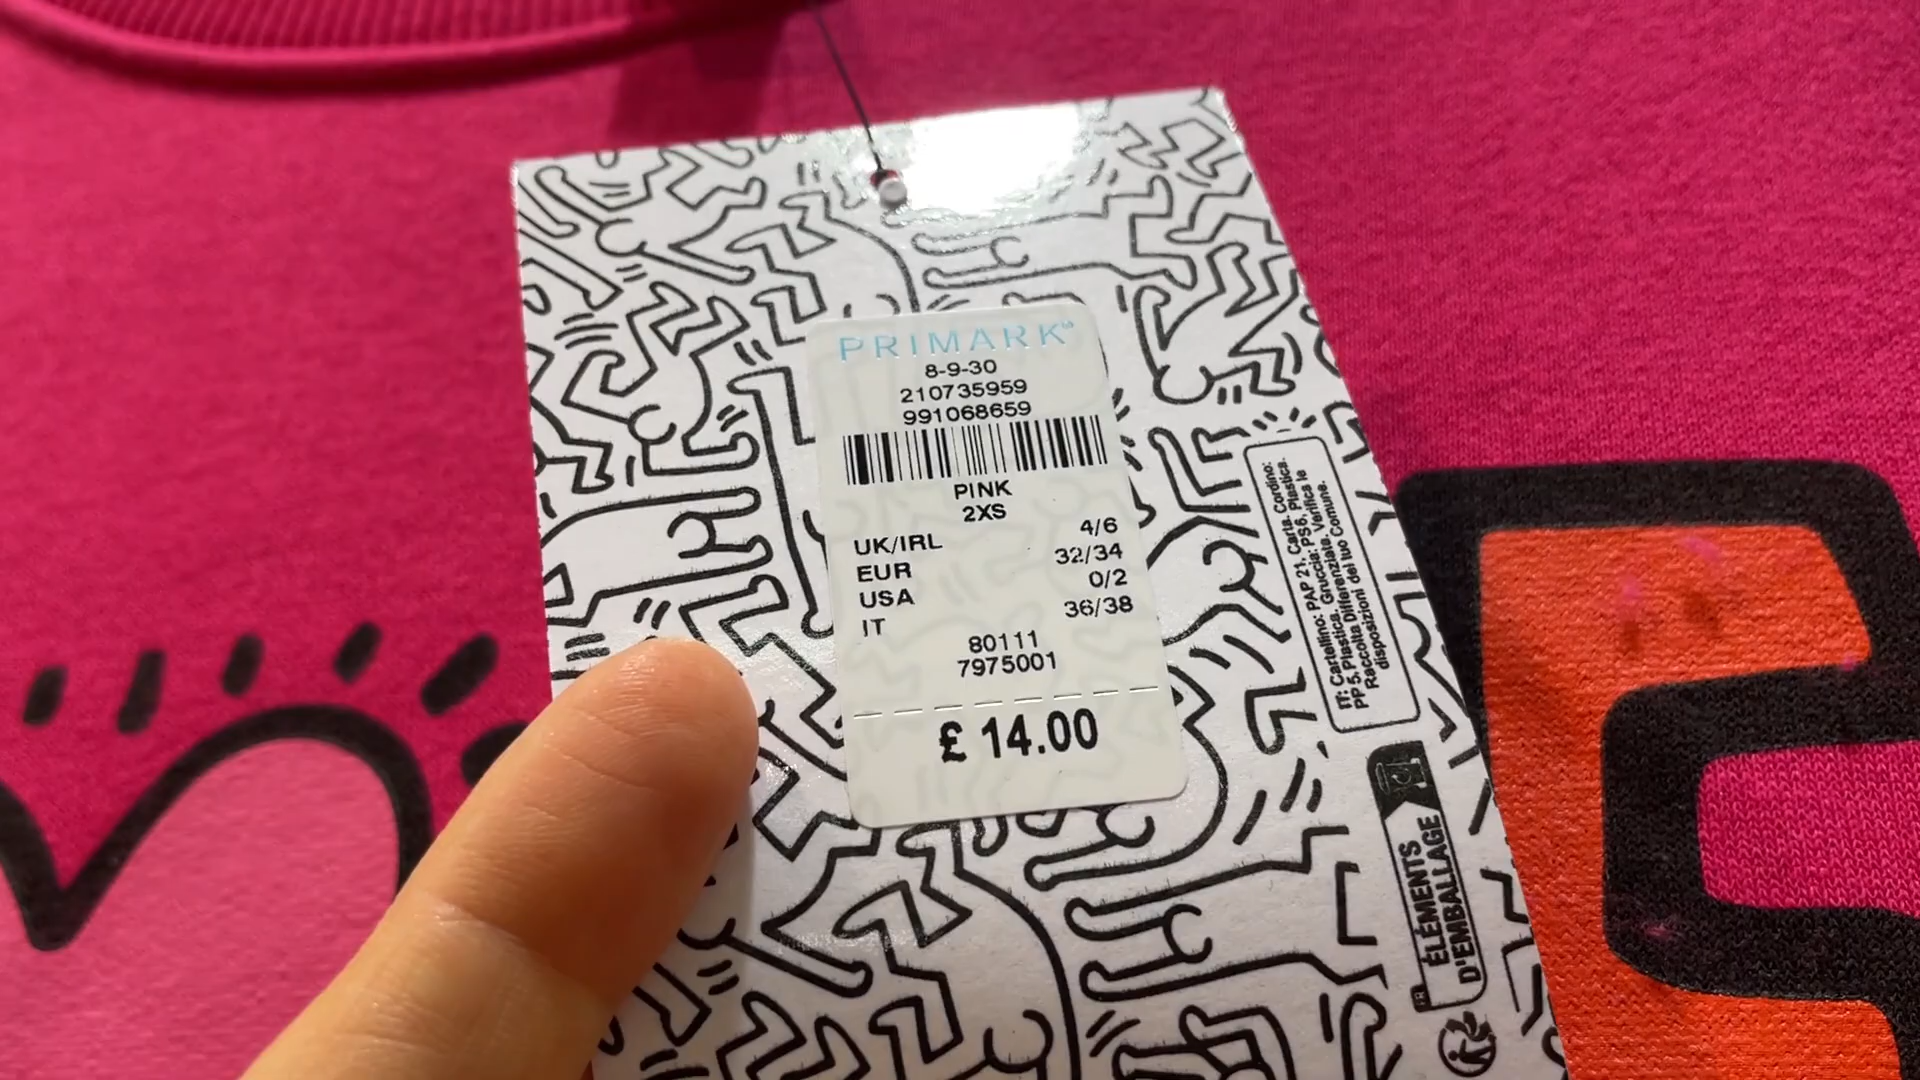 PRIMARK
8-9-30
210735959
991068659
PINK
2XS
UK/IRL 4/6
EUR 32/34
USA 0/2
IT 36/38
80111
7975001
£ 14.00
IT: Cartellino: PAP 21. Carta. Cordino:
PP 5. Plastica. Gruccia: PS6. Plastica.
Raccolta Differenziata. Verifica le
disposizioni del tuo Comune.
ÉLÉMENTS
D'EMBALLAGE
FR